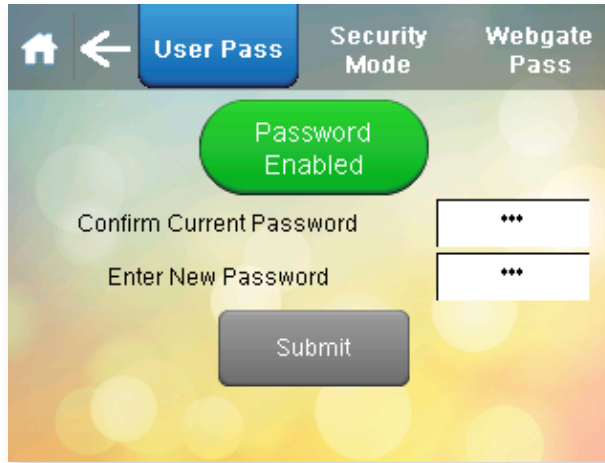 User Pass
Security
Mode
Webgate
Pass
Password
Enabled
Confirm Current Password
***
Enter New Password
***
Submit